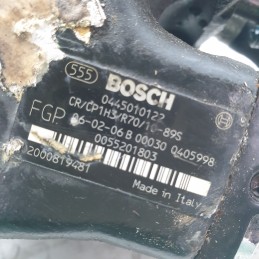 555 BOSCH
0445010122
CR/CP1H3/R70/10-89S
FGP 06-02-06 B 00030 0405998
0055201803
2000819481
Made in Italy